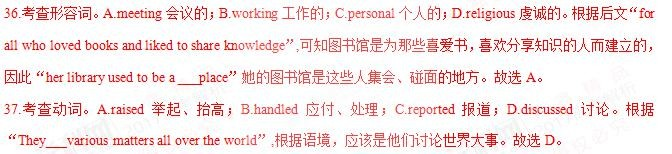 36.考查形容词。A.meeting 会议的；B.working 工作的；C.personal 个人的；D.religious 虔诚的。根据后文“for
all who loved books and liked to share knowledge”,可知图书馆是为那些喜爱书，喜欢分享知识的人而建立的，
因此“her library used to be a ___place”她的图书馆是这些人集会、碰面的地方。故选 A。
37.考查动词。A.raised 举起、抬高；B.handled 应付、处理；C.reported 报道；D.discussed 讨论。根据
“They___various matters all over the world”,根据语境，应该是他们讨论世界大事。故选 D。